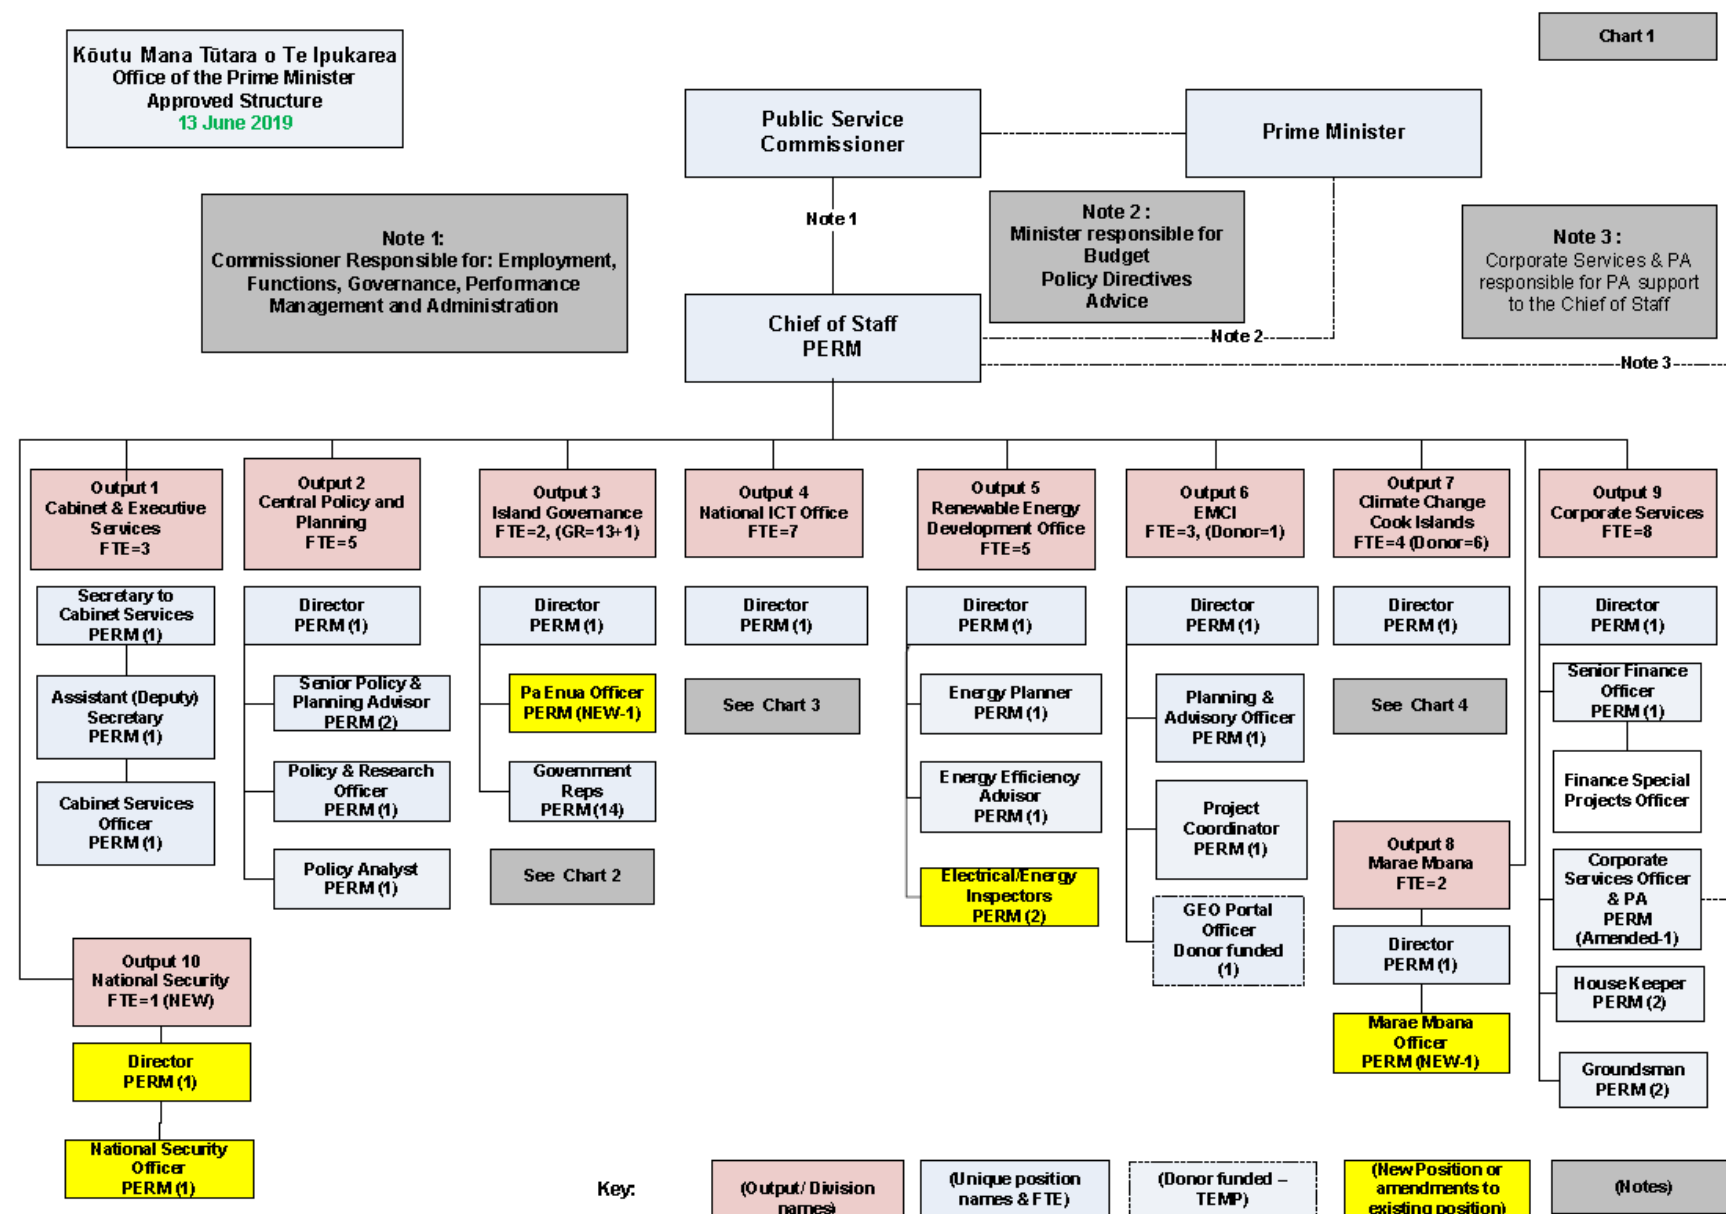 Kōutu Mana Tūtara o Te Ipukarea
Office of the Prime Minister
Approved Structure
13 June 2019
Chart 1
Public Service
Commissioner
Prime Minister
Note 1:
Commissioner Responsible for: Employment,
Functions, Governance, Performance
Management and Administration
Note 1
Note 2 :
Minister responsible for
Budget
Policy Directives
Advice
Note 3 :
Corporate Services & PA
responsible for PA support
to the Chief of Staff
Chief of Staff
PERM
Note 2
Note 3
Output 1
Cabinet & Executive
Services
FTE=3
Secretary to
Cabinet Services
PERM (1)
Assistant (Deputy)
Secretary
PERM (1)
Cabinet Services
Officer
PERM (1)
Output 2
Central Policy and
Planning
FTE=5
Director
PERM (1)
Senior Policy &
Planning Advisor
PERM (2)
Policy & Research
Officer
PERM (1)
Policy Analyst
PERM (1)
Output 3
Island Governance
FTE=2, (GR=13+1)
Director
PERM (1)
Pa Enua Officer
PERM (NEW-1)
Government
Reps
PERM(14)
See Chart 2
Output 4
National ICT Office
FTE=7
Director
PERM (1)
See Chart 3
Output 5
Renewable Energy
Development Office
FTE=5
Director
PERM (1)
Energy Planner
PERM (1)
Energy Efficiency
Advisor
PERM (1)
Electrical/Energy
Inspectors
PERM (2)
Output 6
EMCI
FTE=3, (Donor=1)
Director
PERM (1)
Planning &
Advisory Officer
PERM (1)
Project
Coordinator
PERM (1)
GEO Portal
Officer
Donor funded
(1)
Output 7
Climate Change
Cook Islands
FTE=4 (Donor=6)
Director
PERM (1)
See Chart 4
Output 8
Marae Moana
FTE=2
Director
PERM (1)
Marae Moana
Officer
PERM (NEW-1)
Output 9
Corporate Services
FTE=8
Director
PERM (1)
Senior Finance
Officer
PERM (1)
Finance Special
Projects Officer
Corporate
Services Officer
& PA
PERM
(Amended-1)
House Keeper
PERM (2)
Groundsman
PERM (2)
Output 10
National Security
FTE=1 (NEW)
Director
PERM (1)
National Security
Officer
PERM (1)
Key:
(Output/ Division
names)
(Unique position
names & FTE)
(Donor funded –
TEMP)
(New Position or
amendments to
existing position)
(Notes)